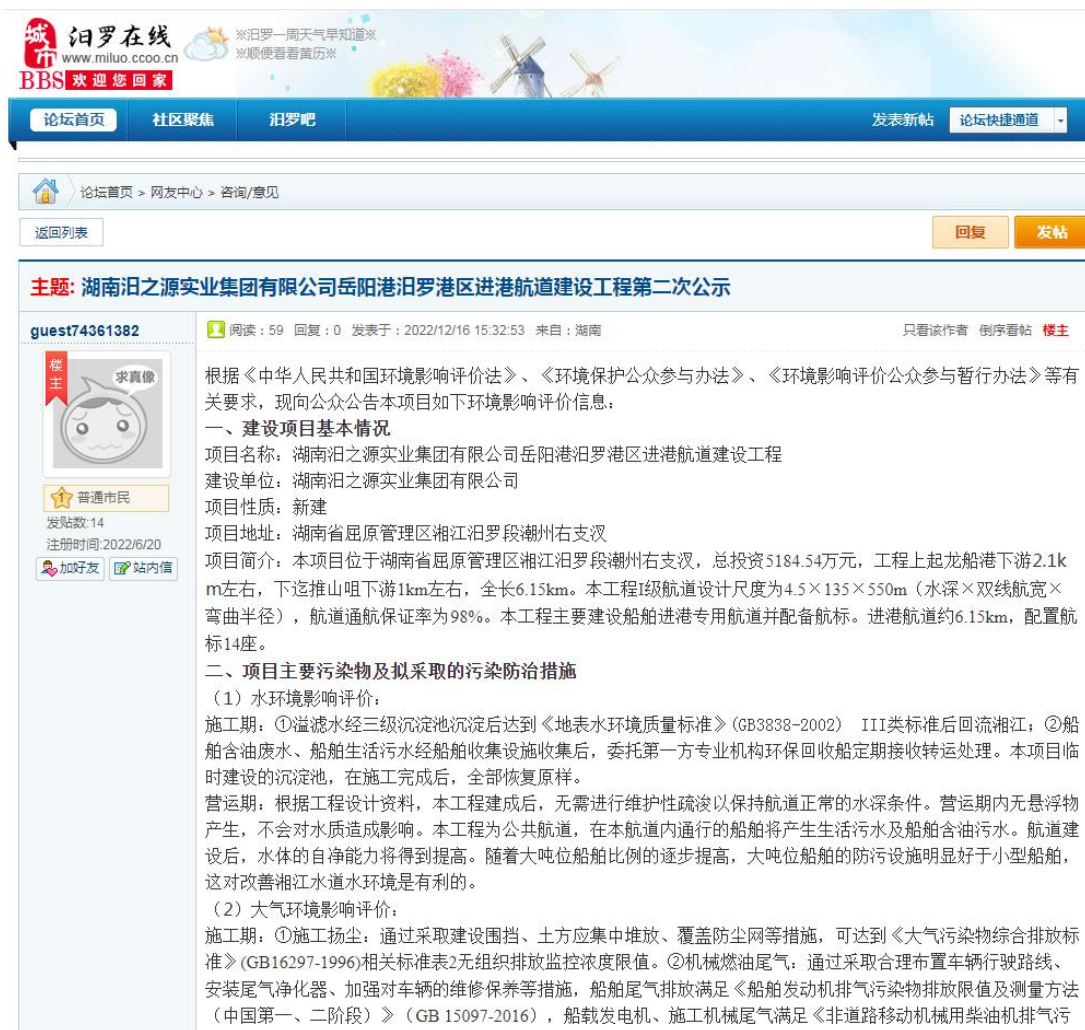 城市 汨罗在线
www.miluo.ccoo.cn
BBS 欢迎您回家
※汨罗一周天气早知道※
※顺便看看黄历※
论坛首页 社区聚焦 汨罗吧 发表新帖 论坛快捷通道
论坛首页 > 网友中心 > 咨询/意见
返回列表 回复 发帖
主题: 湖南汨之源实业集团有限公司岳阳港汨罗港区进港航道建设工程第二次公示
guest74361382
楼主
求真像
1 普通市民
发贴数:14
注册时间:2022/6/20
加好友 站内信
阅读：59 回复：0 发表于：2022/12/16 15:32:53 来自：湖南 只看该作者 倒序看帖 楼主
根据《中华人民共和国环境影响评价法》、《环境保护公众参与办法》、《环境影响评价公众参与暂行办法》等有
关要求，现向公众公告本项目如下环境影响评价信息：
一、建设项目基本情况
项目名称：湖南汨之源实业集团有限公司岳阳港汨罗港区进港航道建设工程
建设单位：湖南汨之源实业集团有限公司
项目性质：新建
项目地址：湖南省屈原管理区湘江汨罗段潮州右支汊
项目简介：本项目位于湖南省屈原管理区湘江汨罗段潮州右支汊，总投资5184.54万元，工程上起龙船港下游2.1k
m左右，下迄推山咀下游1km左右，全长6.15km。本工程I级航道设计尺度为4.5×135×550m（水深×双线航宽×
弯曲半径），航道通航保证率为98%。本工程主要建设船舶进港专用航道并配备航标。进港航道约6.15km，配置航
标14座。
二、项目主要污染物及拟采取的污染防治措施
（1）水环境影响评价：
施工期：①溢滤水经三级沉淀池沉淀后达到《地表水环境质量标准》(GB3838-2002) III类标准后回流湘江；②船
舶含油废水、船舶生活污水经船舶收集设施收集后，委托第一方专业机构环保回收船定期接收转运处理。本项目临
时建设的沉淀池，在施工完成后，全部恢复原样。
营运期：根据工程设计资料，本工程建成后，无需进行维护性疏浚以保持航道正常的水深条件。营运期内无悬浮物
产生，不会对水质造成影响。本工程为公共航道，在本航道内通行的船舶将产生生活污水及船舶含油污水。航道建
设后，水体的自净能力将得到提高。随着大吨位船舶比例的逐步提高，大吨位船舶的防污设施明显好于小型船舶，
这对改善湘江水道水环境是有利的。
（2）大气环境影响评价：
施工期：①施工扬尘：通过采取建设围挡、土方应集中堆放、覆盖防尘网等措施，可达到《大气污染物综合排放标
准》(GB16297-1996)相关标准表2无组织排放监控浓度限值。②机械燃油尾气：通过采取合理布置车辆行驶路线、
安装尾气净化器、加强对车辆的维修保养等措施，船舶尾气排放满足《船舶发动机排气污染物排放限值及测量方法
（中国第一、二阶段）》（GB 15097-2016），船载发电机、施工机械尾气满足《非道路移动机械用柴油机排气污